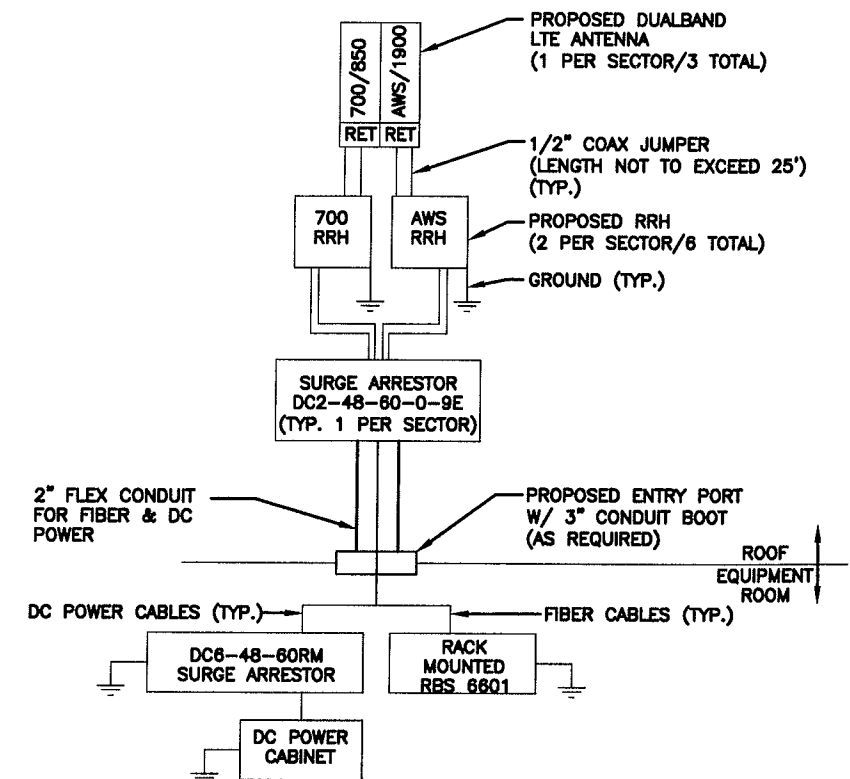 PROPOSED DUALBAND
LTE ANTENNA
(1 PER SECTOR/3 TOTAL)
700/850
AWS/1900
RET
RET
1/2" COAX JUMPER
(LENGTH NOT TO EXCEED 25')
(TYP.)
700
RRH
AWS
RRH
PROPOSED RRH
(2 PER SECTOR/6 TOTAL)
GROUND (TYP.)
SURGE ARRESTOR
DC2-48-60-0-9E
(TYP. 1 PER SECTOR)
2" FLEX CONDUIT
FOR FIBER & DC
POWER
PROPOSED ENTRY PORT
W/ 3" CONDUIT BOOT
(AS REQUIRED)
ROOF
EQUIPMENT
ROOM
DC POWER CABLES (TYP.)
FIBER CABLES (TYP.)
DC6-48-60RM
SURGE ARRESTOR
RACK
MOUNTED
RBS 6601
DC POWER
CABINET